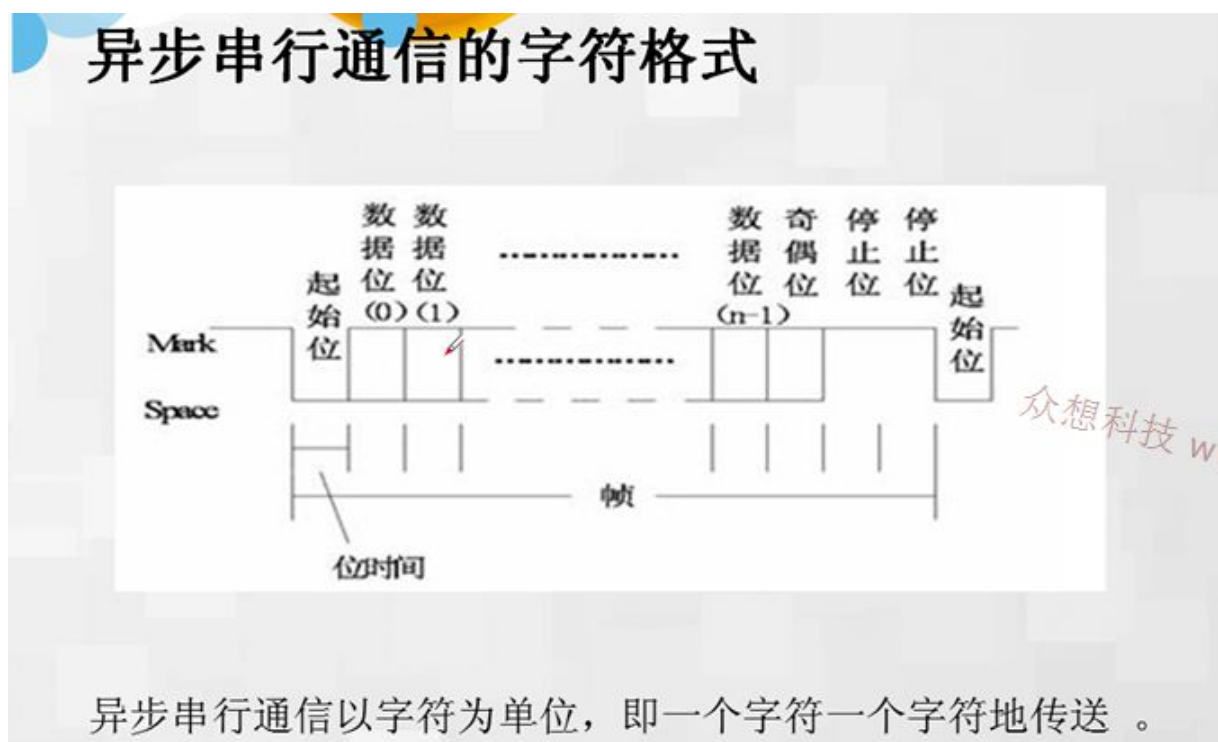 异步串行通信的字符格式
起始位
数据位(0)
数据位(1)
数据位(n-1)
奇偶位
停止位
停止位
起始位
Mark
Space
众想科技 w
帧
位时间
异步串行通信以字符为单位，即一个字符一个字符地传送 。